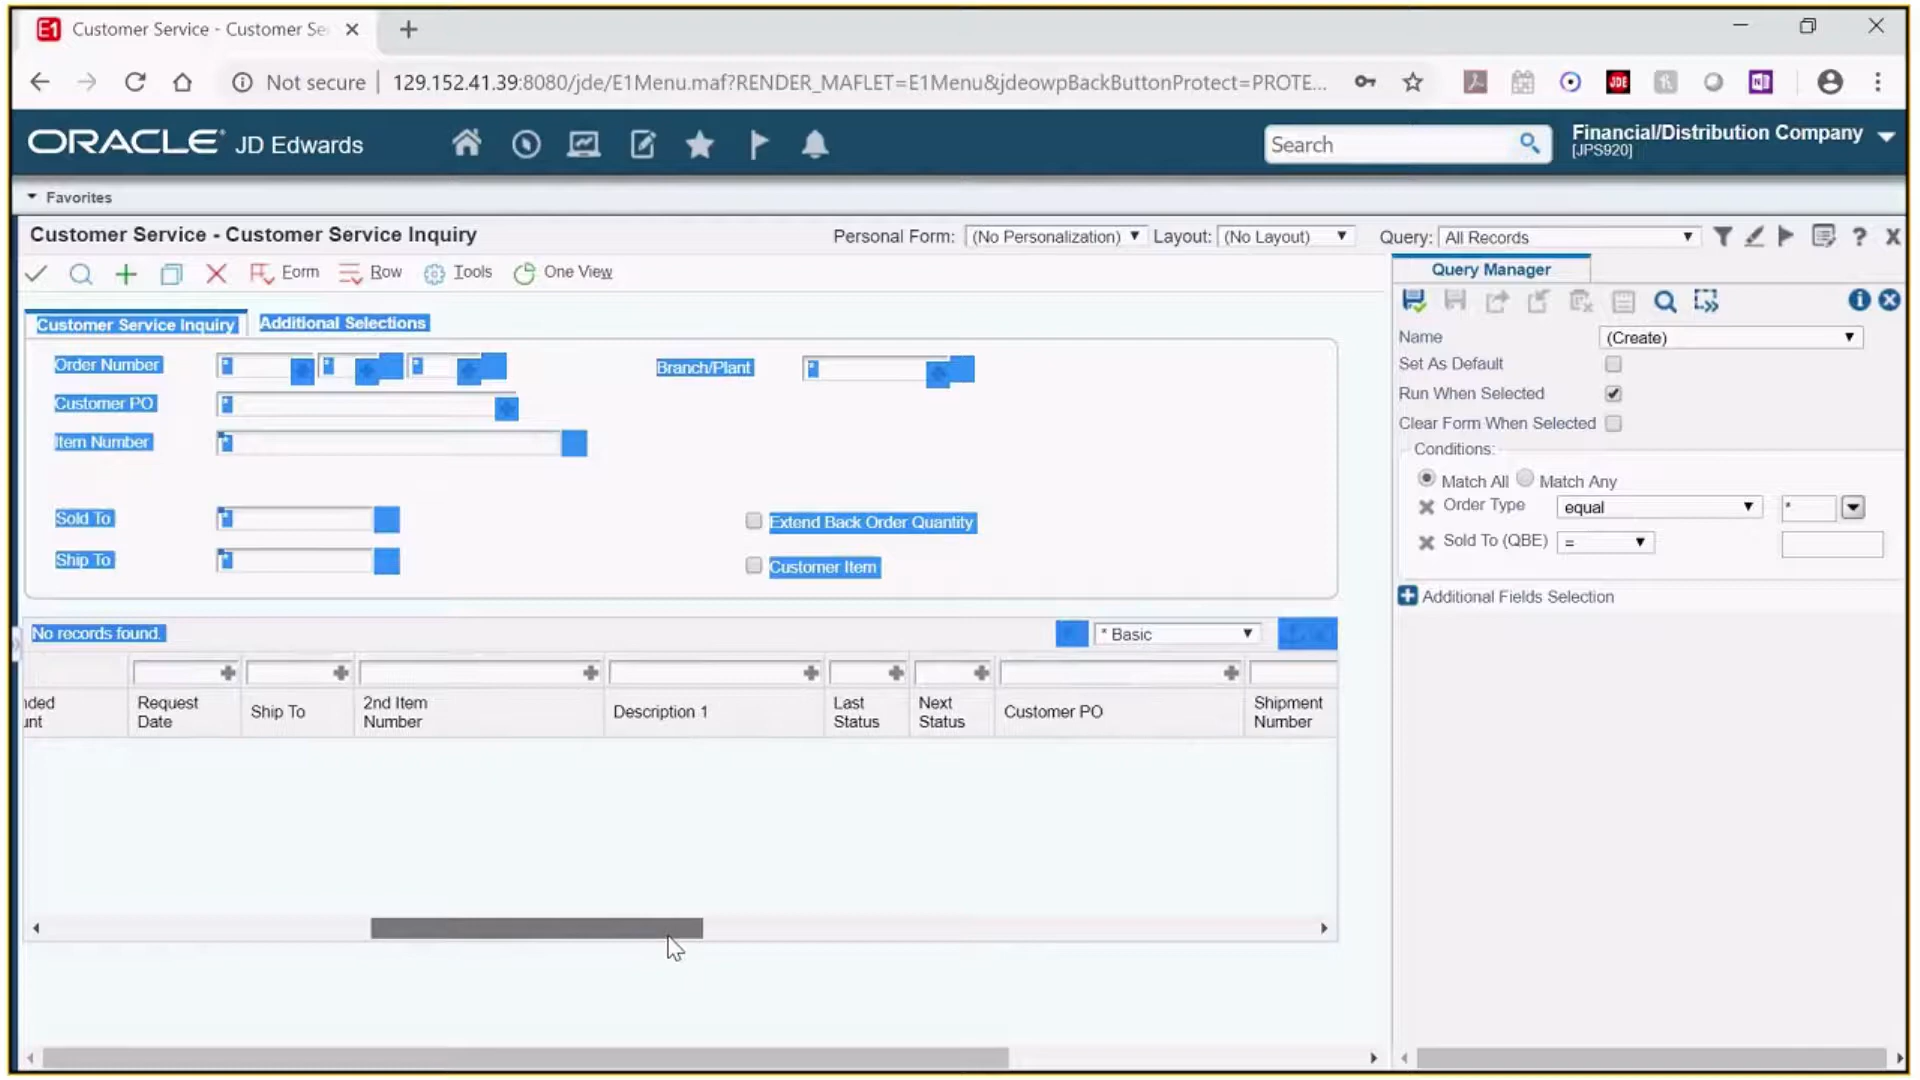 E1 Customer Service - Customer Se
Not secure | 129.152.41.39:8080/jde/E1Menu.maf?RENDER_MAFLET=E1Menu&jdeowpBackButtonProtect=PROTE...
JDE
N
ORACLE JD Edwards
Search
Financial/Distribution Company
[JPS920]
Favorites
Customer Service - Customer Service Inquiry
Personal Form: (No Personalization) Layout: (No Layout) Query: All Records
Form Row Tools One View
Query Manager
Customer Service Inquiry Additional Selections
Name (Create)
Set As Default
Run When Selected
Clear Form When Selected
Conditions:
Match All Match Any
Order Type equal *
Sold To (QBE) =
Additional Fields Selection
Order Number * * * Branch/Plant *
Customer PO *
Item Number *
Sold To * Extend Back Order Quantity
Ship To * Customer Item
No records found. * Basic
nded
unt
Request
Date
Ship To
2nd Item
Number
Description 1
Last
Status
Next
Status
Customer PO
Shipment
Number